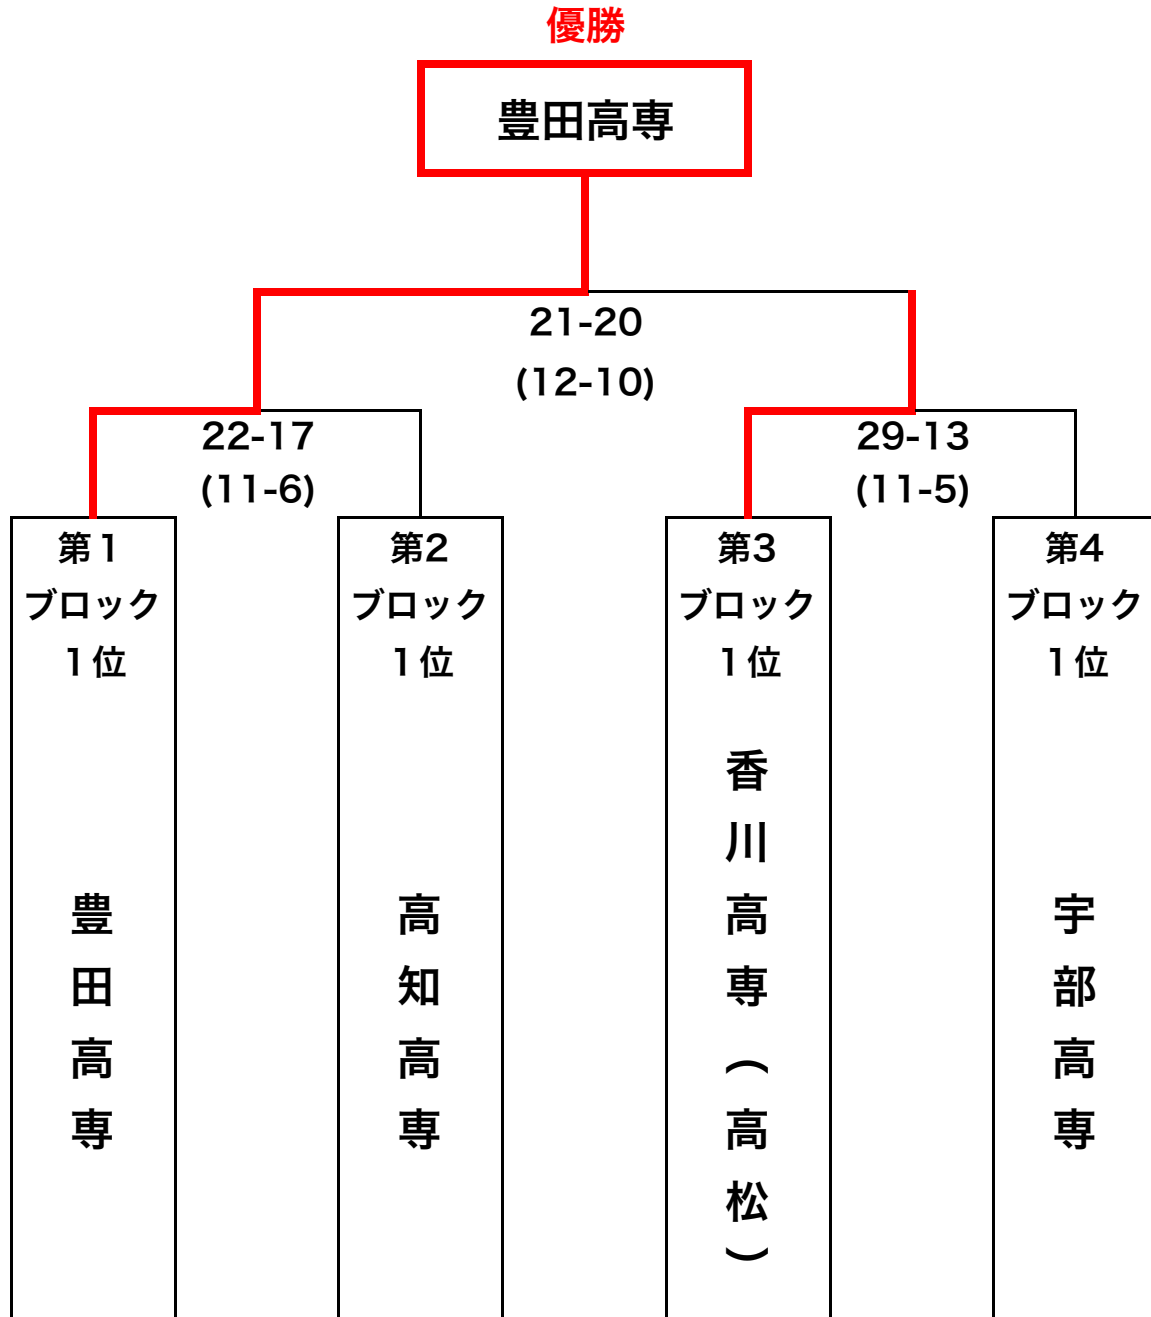 優勝
豊田高専
21-20
(12-10)
22-17
(11-6)
29-13
(11-5)
第１
ブロック
１位
豊田高専
第2
ブロック
１位
高知高専
第3
ブロック
１位
香川高専（高松）
第4
ブロック
１位
宇部高専